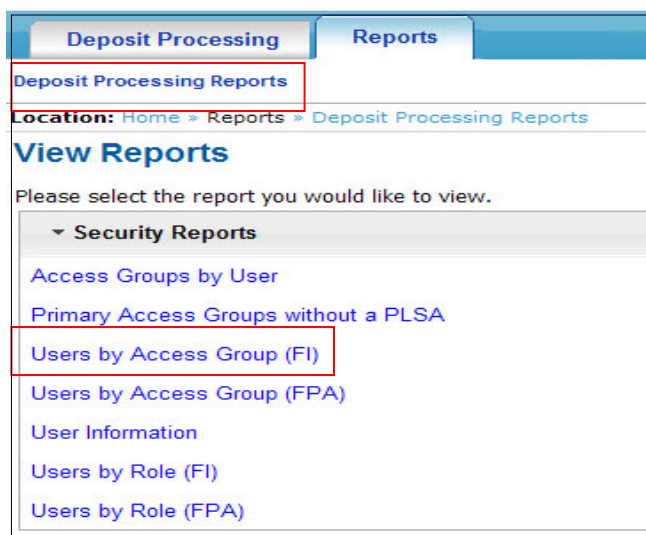 Deposit Processing Reports
Deposit Processing Reports
Location: Home » Reports » Deposit Processing Reports
View Reports
Please select the report you would like to view.
Security Reports
Access Groups by User
Primary Access Groups without a PLSA
Users by Access Group (FI)
Users by Access Group (FPA)
User Information
Users by Role (FI)
Users by Role (FPA)